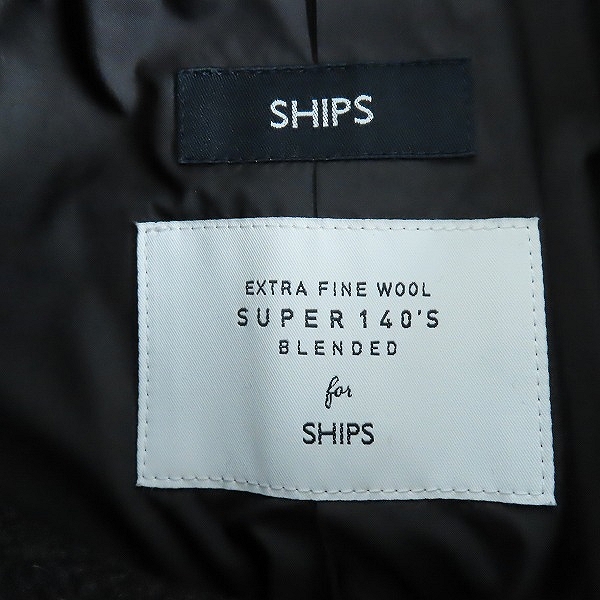 SHIPS
EXTRA FINE WOOL
SUPER 140'S
BLENDED
for
SHIPS